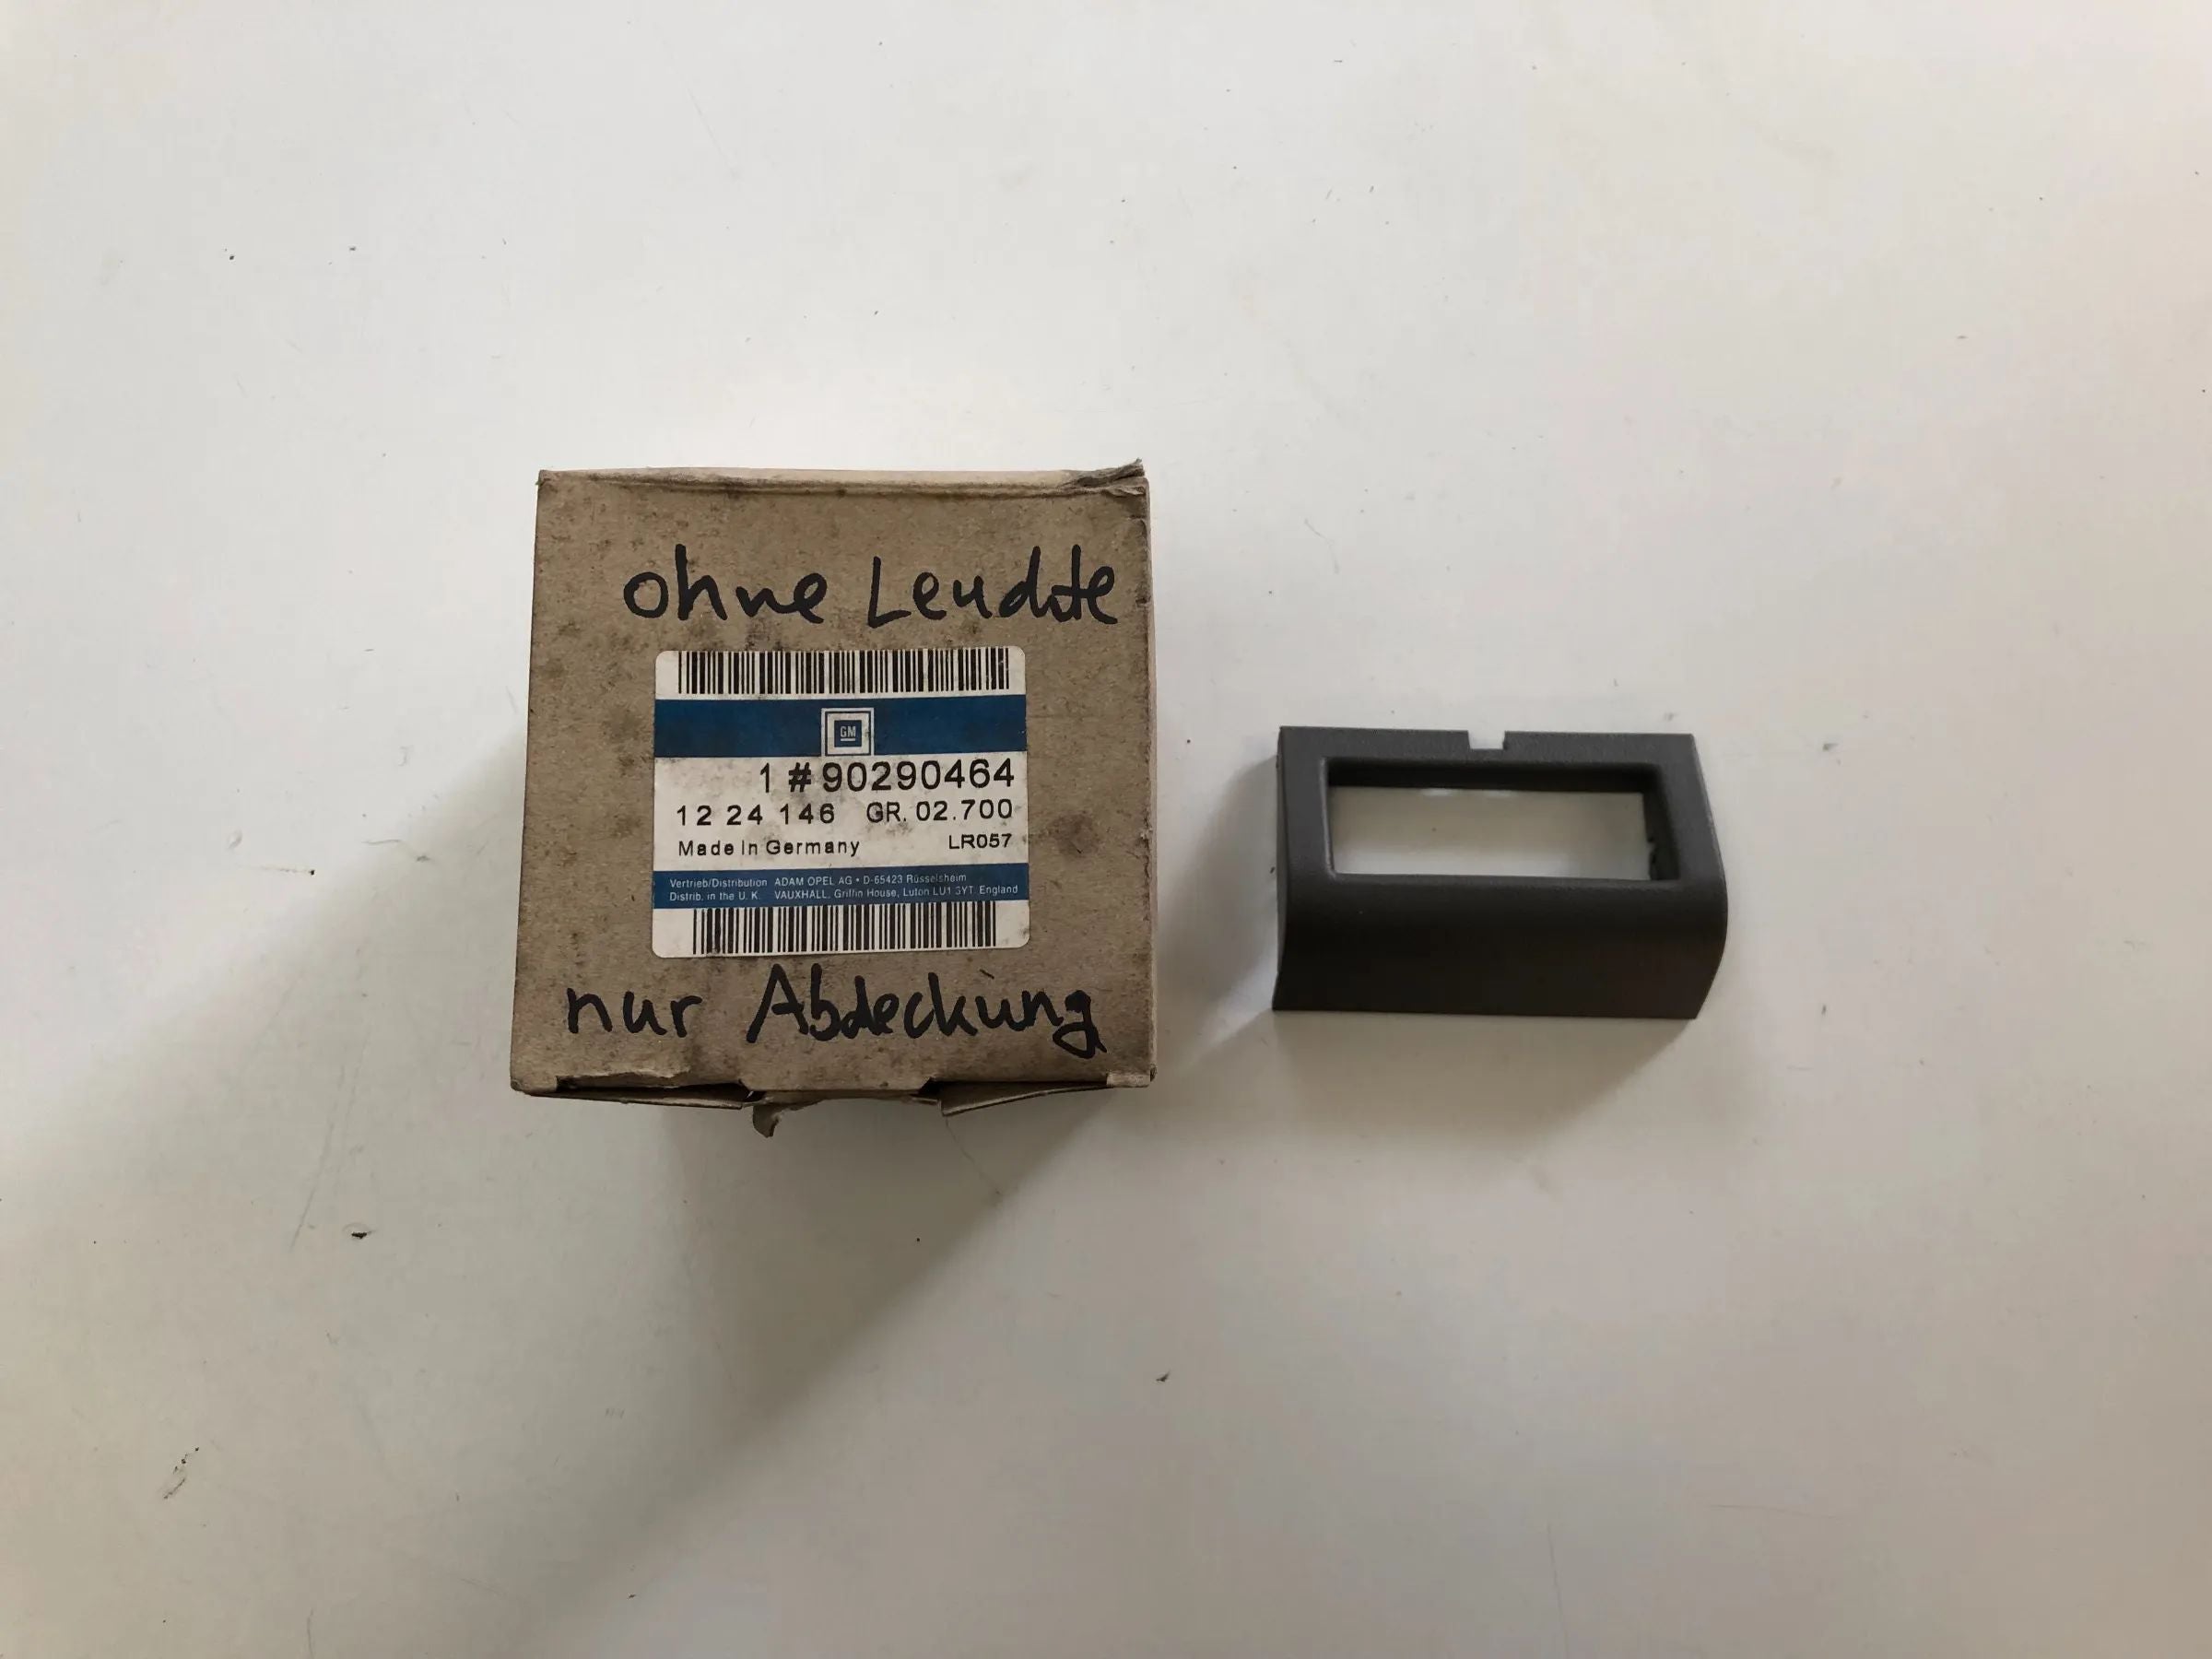 ohne Leuchte
GM
1 # 90290464
12 24 146 GR. 02.700
Made in Germany LR057
Vertrieb/Distribution ADAM OPEL AG • D-65423 Rüsselsheim
Distrib. in the U. K. VAUXHALL, Griffin House, Luton LU1 3YT England
nur Abdeckung